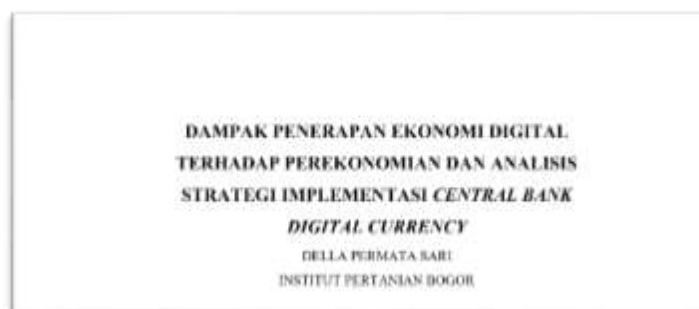 DAMPAK PENERAPAN EKONOMI DIGITAL
TERHADAP PEREKONOMIAN DAN ANALISIS
STRATEGI IMPLEMENTASI CENTRAL BANK
DIGITAL CURRENCY
DELLA PERMATA SARI
INSTITUT PERTANIAN BOGOR